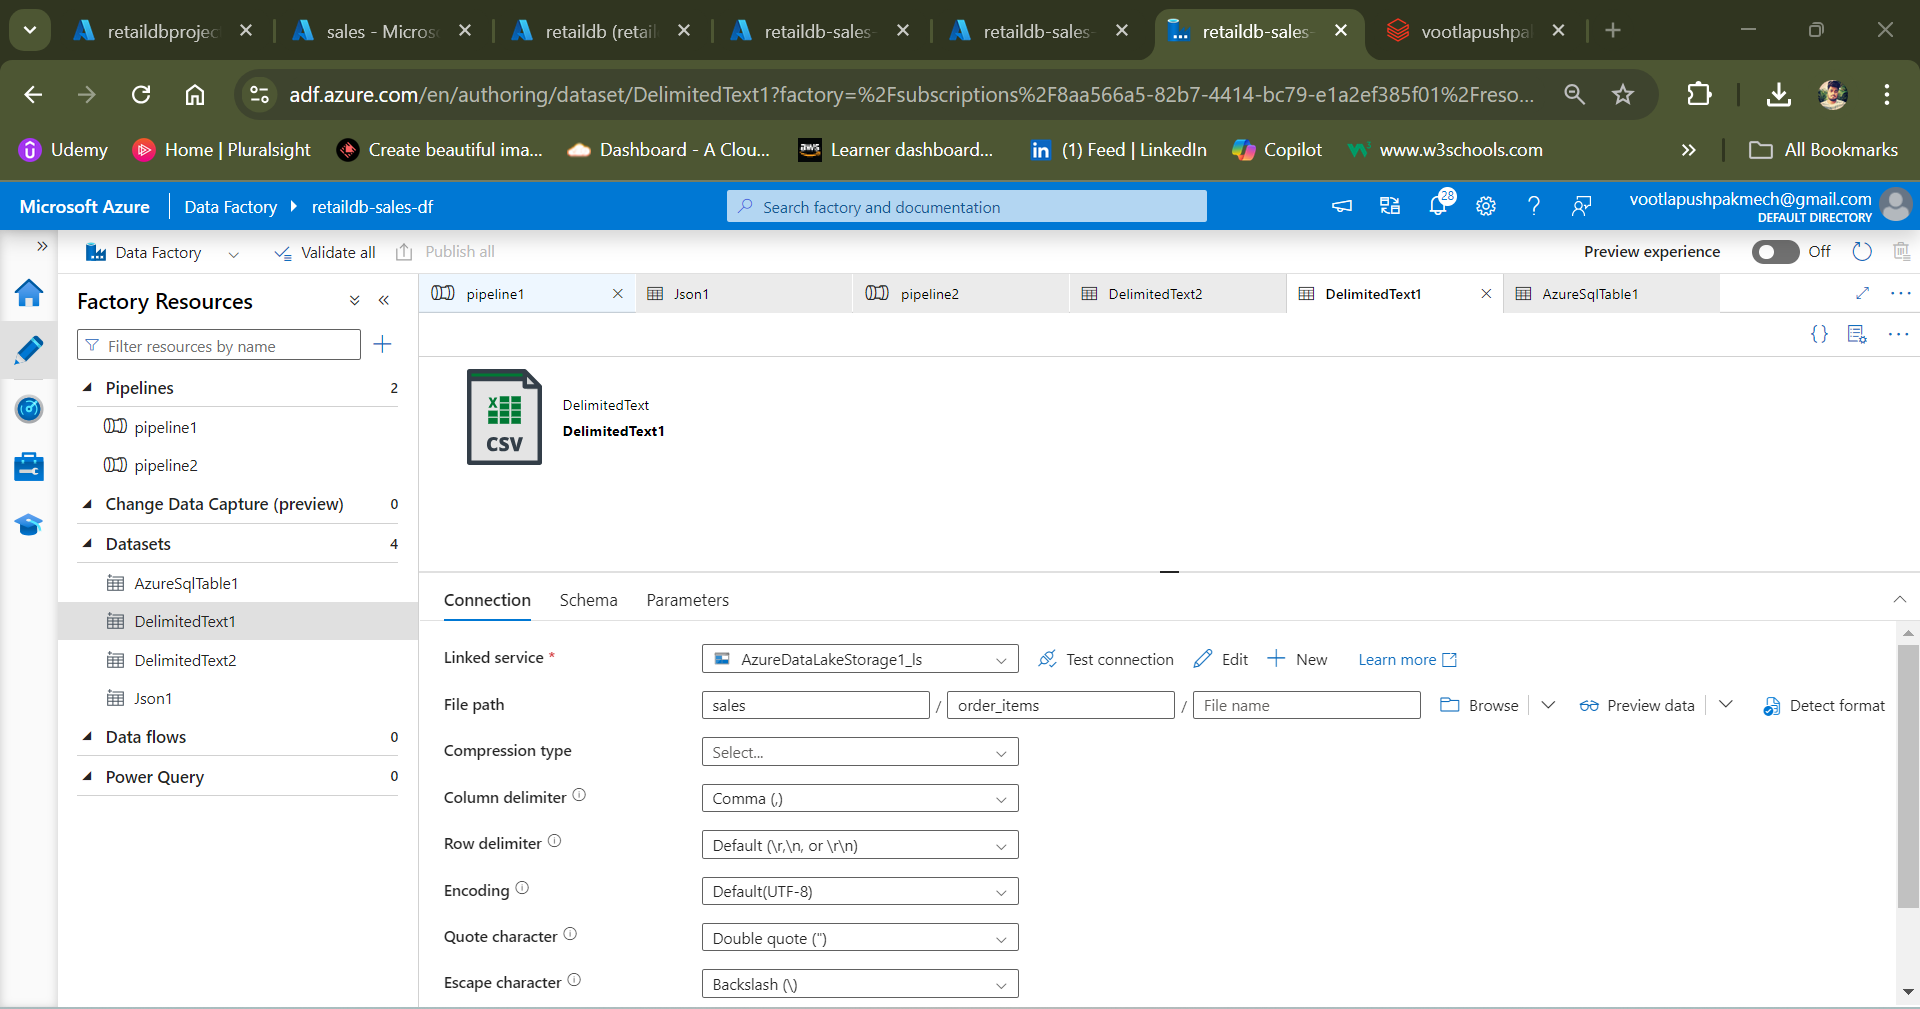 retaildbprojec
sales - Micros
retaildb (retail
retaildb-sales-
retaildb-sales-
retaildb-sales-
vootlapushpal
adf.azure.com/en/authoring/dataset/DelimitedText1?factory=%2Fsubscriptions%2F8aa566a5-82b7-4414-bc79-e1a2ef385f01%2Freso...
Udemy
Home | Pluralsight
Create beautiful ima...
Dashboard - A Clou...
Learner dashboard...
(1) Feed | LinkedIn
Copilot
www.w3schools.com
All Bookmarks
Microsoft Azure
Data Factory
retaildb-sales-df
Search factory and documentation
28
vootlapushpakmech@gmail.com
DEFAULT DIRECTORY
Data Factory
Validate all
Publish all
Preview experience
Off
Factory Resources
Filter resources by name
Pipelines 2
pipeline1
pipeline2
Change Data Capture (preview) 0
Datasets 4
AzureSqlTable1
DelimitedText1
DelimitedText2
Json1
Data flows 0
Power Query 0
pipeline1
Json1
pipeline2
DelimitedText2
DelimitedText1
AzureSqlTable1
CSV
DelimitedText
DelimitedText1
Connection
Schema
Parameters
Linked service *
AzureDataLakeStorage1_ls
Test connection
Edit
New
Learn more
File path
sales / order_items / File name
Browse
Preview data
Detect format
Compression type
Select...
Column delimiter
Comma (,)
Row delimiter
Default (\r,\n, or \r\n)
Encoding
Default(UTF-8)
Quote character
Double quote (")
Escape character
Backslash (\)